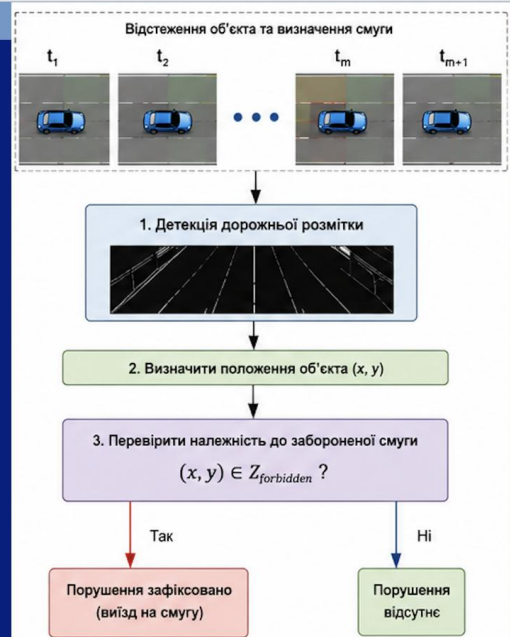 Відстеження об'єкта та визначення смуги
t₁ t₂ tₘ tₘ₊₁
1. Детекція дорожньої розмітки
2. Визначити положення об'єкта (x, y)
3. Перевірити належність до забороненої смуги
(x, y) ∈ Z_forbidden ?
Так Ні
Порушення зафіксовано
(виїзд на смугу)
Порушення
відсутнє